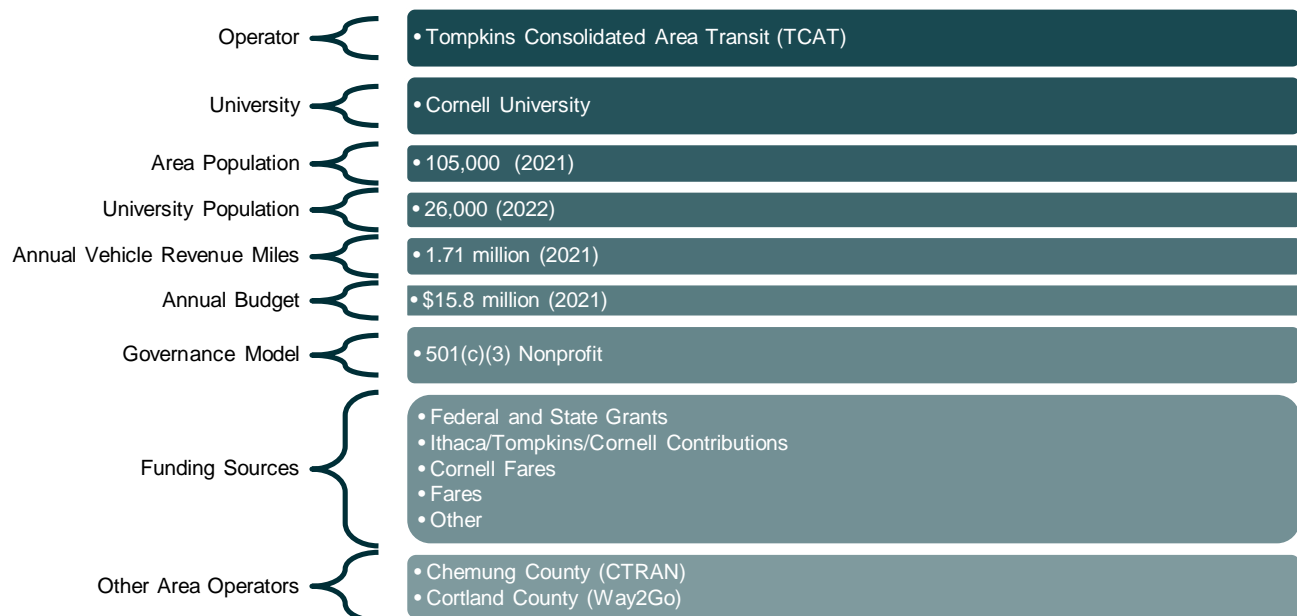 Operator
• Tompkins Consolidated Area Transit (TCAT)
University
• Cornell University
Area Population
• 105,000 (2021)
University Population
• 26,000 (2022)
Annual Vehicle Revenue Miles
• 1.71 million (2021)
Annual Budget
• $15.8 million (2021)
Governance Model
• 501(c)(3) Nonprofit
Funding Sources
• Federal and State Grants
• Ithaca/Tompkins/Cornell Contributions
• Cornell Fares
• Fares
• Other
Other Area Operators
• Chemung County (CTRAN)
• Cortland County (Way2Go)